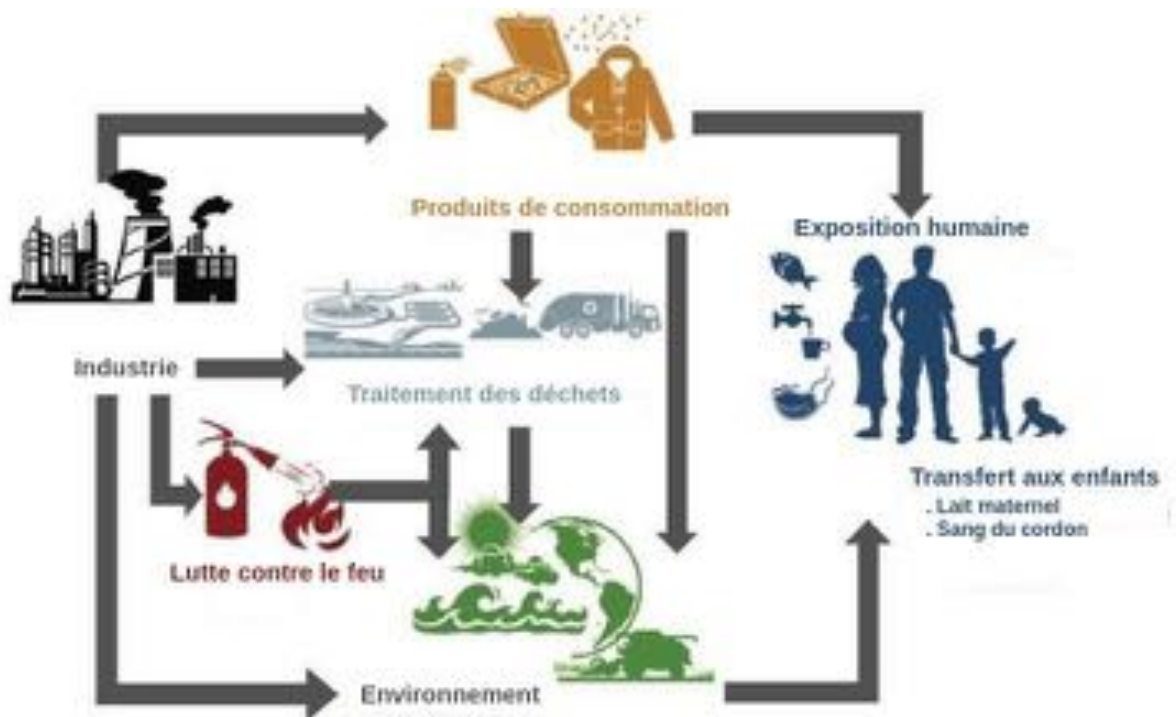 Produits de consommation
Exposition humaine
Industrie
Traitement des déchets
Transfert aux enfants
. Lait maternel
. Sang du cordon
Lutte contre le feu
Environnement